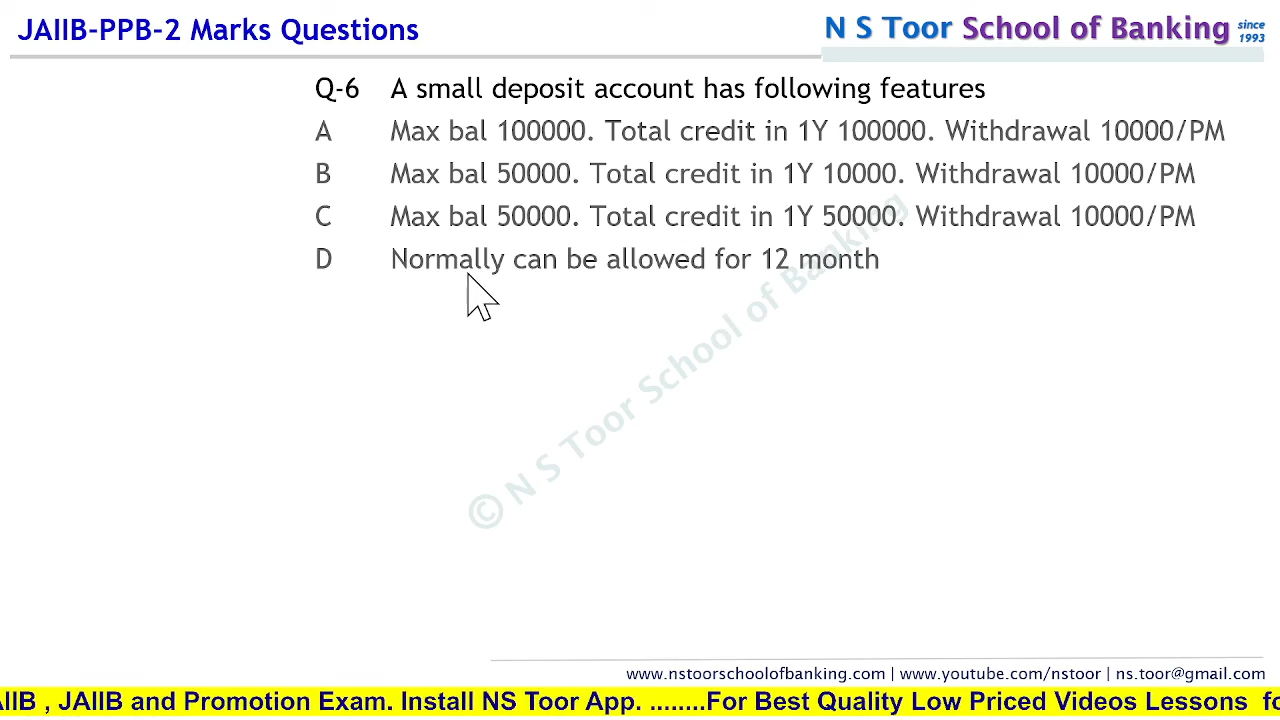 JAIIB-PPB-2 Marks Questions
N S Toor School of Banking since 1993
Q-6 A small deposit account has following features
A Max bal 100000. Total credit in 1Y 100000. Withdrawal 10000/PM
B Max bal 50000. Total credit in 1Y 10000. Withdrawal 10000/PM
C Max bal 50000. Total credit in 1Y 50000. Withdrawal 10000/PM
D Normally can be allowed for 12 month
© N S Toor School of Banking
www.nstoorschoolofbanking.com | www.youtube.com/nstoor | ns.toor@gmail.com
AIIB , JAIIB and Promotion Exam. Install NS Toor App. ........For Best Quality Low Priced Videos Lessons